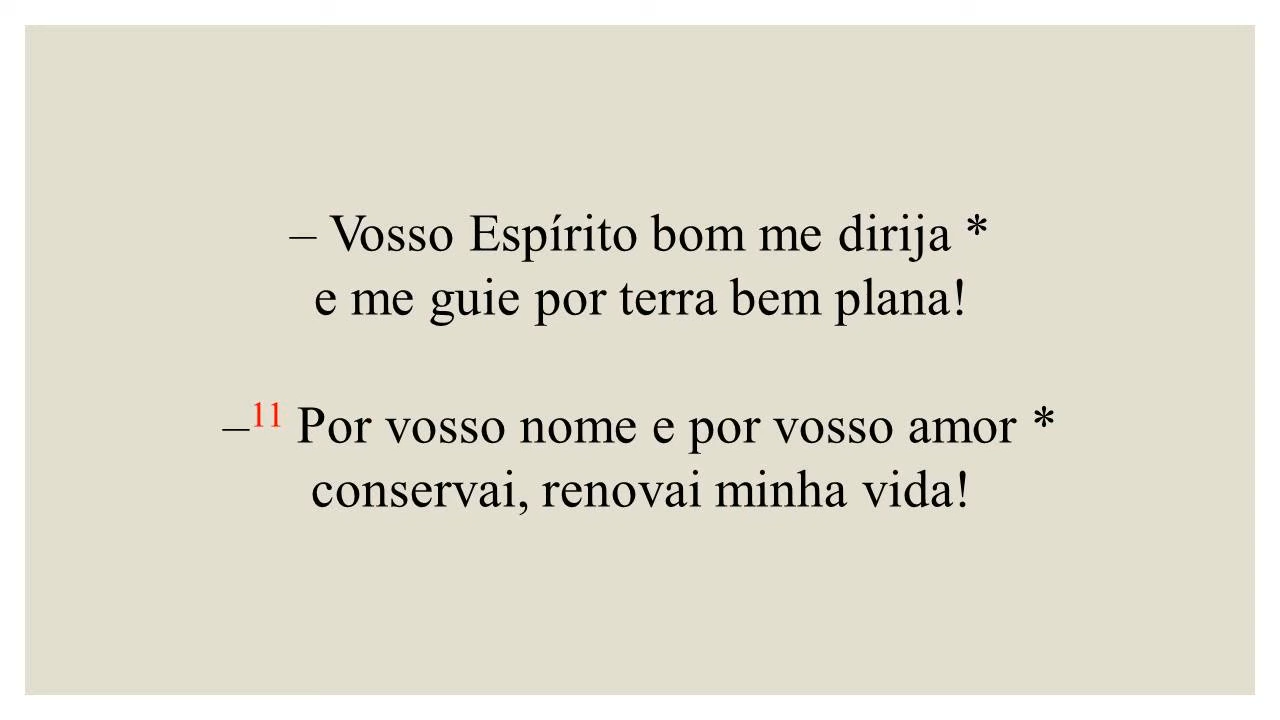 – Vosso Espírito bom me dirija *
e me guie por terra bem plana!
–11 Por vosso nome e por vosso amor *
conservai, renovai minha vida!